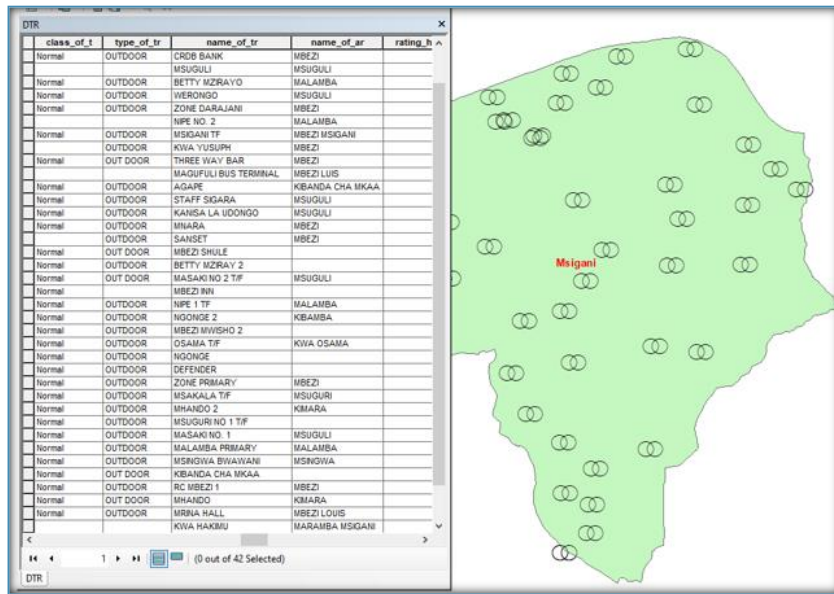 DTR
class_of_t type_of_tr name_of_tr name_of_ar rating_h
Normal OUTDOOR CRDB BANK MBEZI
MSUGULI MSUGULI
Normal OUTDOOR BETTY MZIRAYO MALAMBA
Normal OUTDOOR WERONGO MSUGULI
Normal OUTDOOR ZONE DARAJANI MBEZI
NIPE NO. 2 MALAMBA
Normal OUTDOOR MSIGANI TF MBEZI MSIGANI
OUTDOOR KWA YUSUPH MBEZI
Normal OUT DOOR THREE WAY BAR MBEZI
MAGUFULI BUS TERMINAL MBEZI LUIS
Normal OUTDOOR AGAPE KIBANDA CHA MKAA
Normal OUTDOOR STAFF SIGARA MSUGULI
Normal OUTDOOR KANISA LA UDONGO MSUGULI
Normal OUTDOOR MNARA MBEZI
OUTDOOR SANSET MBEZI
Normal OUT DOOR MBEZI SHULE
Normal OUTDOOR BETTY MZIRAY 2
Normal OUT DOOR MASAKI NO 2 T/F MSUGULI
Normal MBEZI INN
Normal OUTDOOR NIPE 1 TF MALAMBA
Normal OUTDOOR NGONGE 2 KIBAMBA
Normal OUTDOOR MBEZI MWISHO 2
Normal OUTDOOR OSAMA T/F KWA OSAMA
Normal OUTDOOR NGONGE
Normal OUTDOOR DEFENDER
Normal OUTDOOR ZONE PRIMARY MBEZI
Normal OUTDOOR MSAKALA T/F MSUGURI
Normal OUTDOOR MHANDO 2 KIMARA
Normal OUTDOOR MSUGURI NO 1 T/F
Normal OUTDOOR MASAKI NO. 1 MSUGULI
Normal OUTDOOR MALAMBA PRIMARY MALAMBA
Normal OUTDOOR MSINGWA BWAWANI MSINGWA
Normal OUT DOOR KIBANDA CHA MKAA
Normal OUTDOOR RC MBEZI 1 MBEZI
Normal OUT DOOR MHANDO KIMARA
Normal OUTDOOR MRINA HALL MBEZI LOUIS
KWA HAKIMU MARAMBA MSIGANI
1 (0 out of 42 Selected)
DTR
Msigani